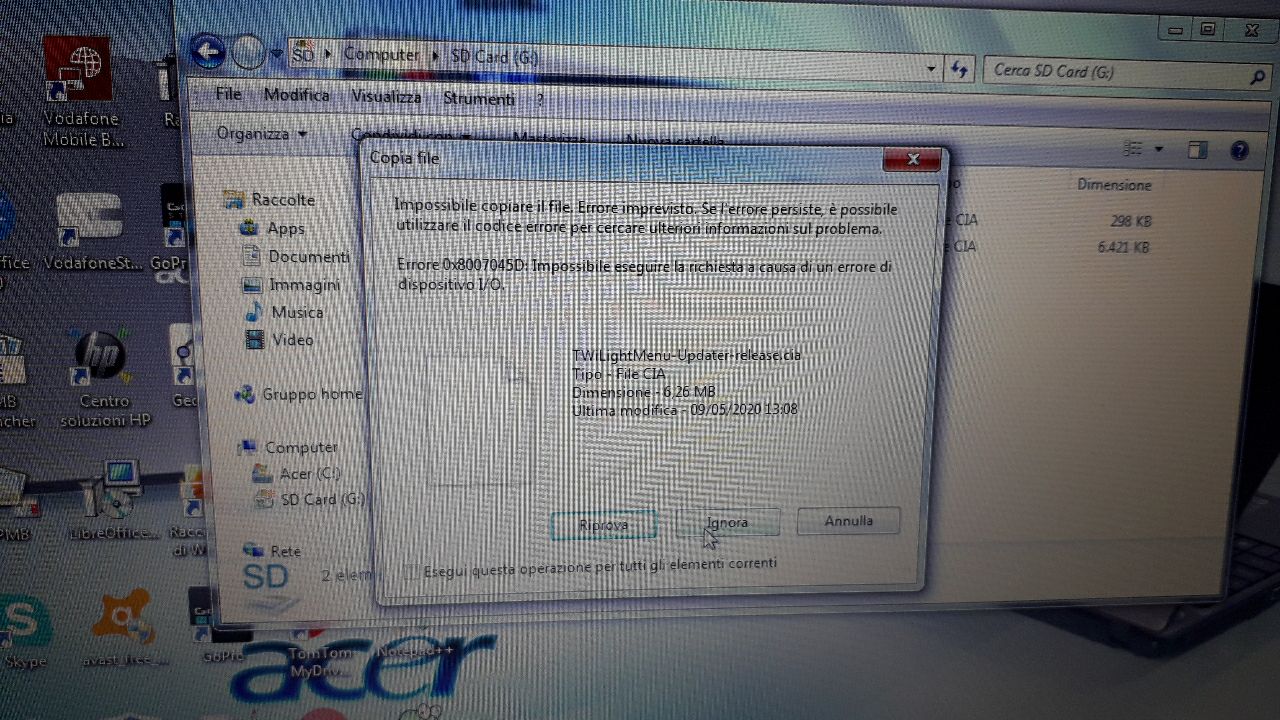 SD Computer SD Card (G:)
Cerca SD Card (G:)
File Modifica Visualizza Strumenti ?
Organizza Condividi con Masterizza Nuova cartella
Dimensione
CIA 298 KB
CIA 6.421 KB
Raccolte
Apps
Documenti
Immagini
Musica
Video
Gruppo home
Computer
Acer (C:)
SD Card (G:)
Rete
SD 2 elem
Copia file
Impossibile copiare il file. Errore imprevisto. Se l'errore persiste, è possibile
utilizzare il codice errore per cercare ulteriori informazioni sul problema.
Errore 0x8007045D: Impossibile eseguire la richiesta a causa di un errore di
dispositivo I/O.
TWiLightMenu-Updater-release.cia
Tipo - File CIA
Dimensione - 6,26 MB
Ultima modifica - 09/05/2020 13:08
Riprova Ignora Annulla
Esegui questa operazione per tutti gli elementi correnti
Vodafone
Mobile B...
VodafoneSt...
GoPr
hp
Centro
soluzioni HP
LibreOffice...
Racc
di W
PMB
Skype
avast_free_...
GoPro
TomTom
MyDriv...
Notepad++
acer